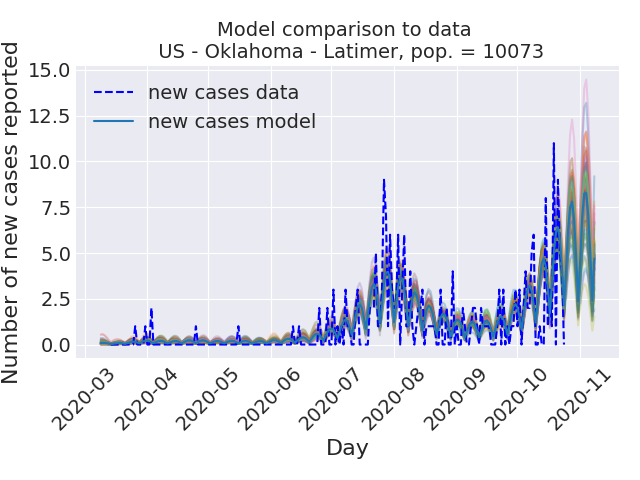 Model comparison to data
US - Oklahoma - Latimer, pop. = 10073
new cases data
new cases model
Number of new cases reported
15.0
12.5
10.0
7.5
5.0
2.5
0.0
2020-03
2020-04
2020-05
2020-06
2020-07
2020-08
2020-09
2020-10
2020-11
Day